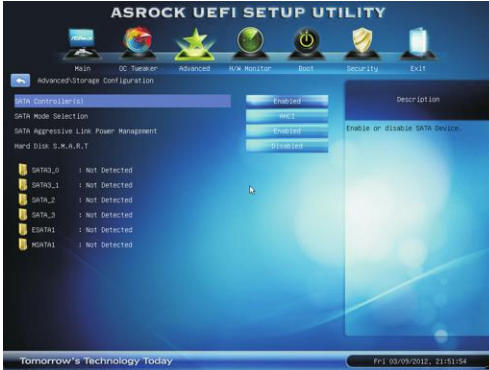 ASROCK UEFI SETUP UTILITY
Main OC Tweaker Advanced H/W Monitor Boot Security Exit
Advanced\Storage Configuration
SATA Controller(s) Enabled
SATA Mode Selection AHCI
SATA Aggressive Link Power Management Enabled
Hard Disk S.M.A.R.T Disabled
SATA3_0 : Not Detected
SATA3_1 : Not Detected
SATA_2 : Not Detected
SATA_3 : Not Detected
ESATA1 : Not Detected
MSATA1 : Not Detected
Description
Enable or disable SATA Device.
Tomorrow's Technology Today
Fri 03/09/2012, 21:51:54